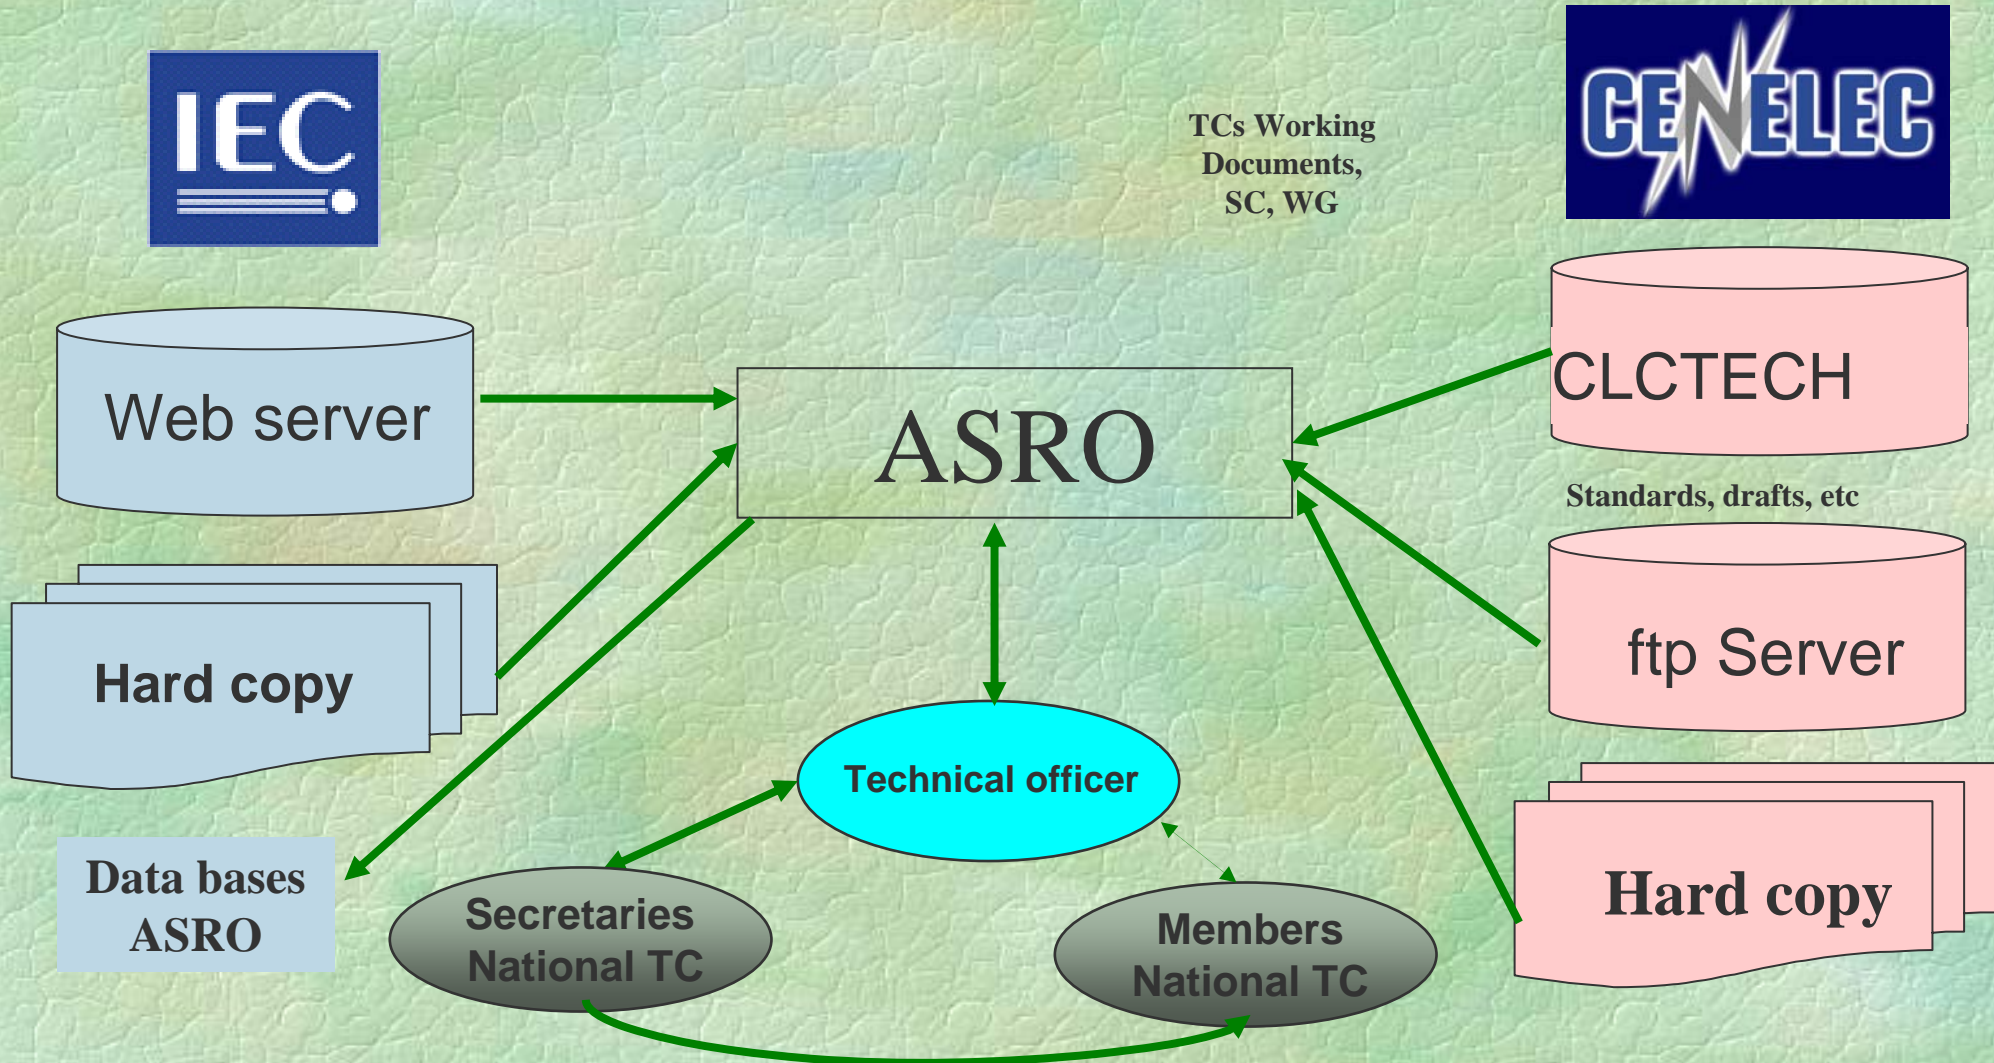 IEC
CENELEC
TCs Working
Documents,
SC, WG
Web server
ASRO
CLCTECH
Standards, drafts, etc
ftp Server
Hard copy
Technical officer
Data bases
ASRO
Secretaries
National TC
Members
National TC
Hard copy